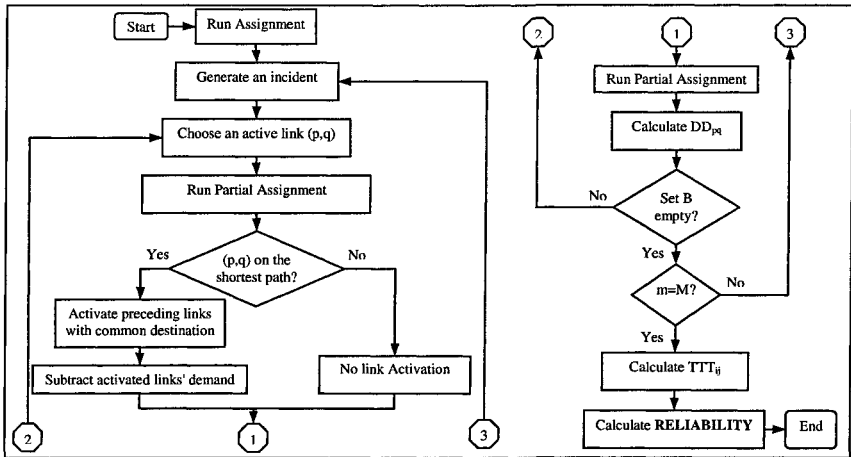 Start
Run Assignment
Generate an incident
Choose an active link (p,q)
Run Partial Assignment
Yes
(p,q) on the
shortest path?
No
Activate preceding links
with common destination
Subtract activated links' demand
No link Activation
2
1
3
2
1
3
Run Partial Assignment
Calculate DDpq
No
Set B
empty?
Yes
m=M?
No
Yes
Calculate TTTij
Calculate RELIABILITY
End